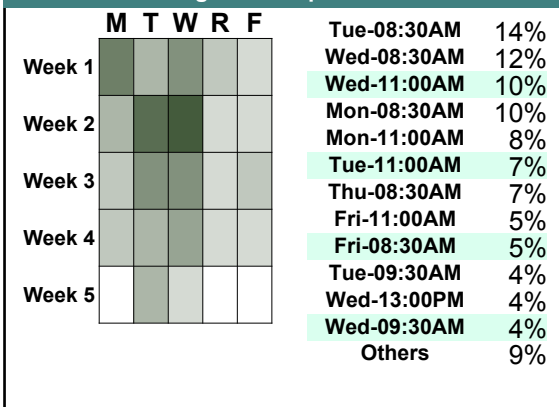 M T W R F
Week 1
Week 2
Week 3
Week 4
Week 5
Tue-08:30AM 14%
Wed-08:30AM 12%
Wed-11:00AM 10%
Mon-08:30AM 10%
Mon-11:00AM 8%
Tue-11:00AM 7%
Thu-08:30AM 7%
Fri-11:00AM 5%
Fri-08:30AM 5%
Tue-09:30AM 4%
Wed-13:00PM 4%
Wed-09:30AM 4%
Others 9%